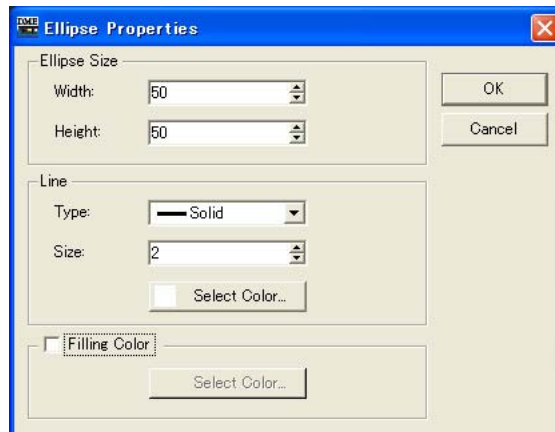 DME Ellipse Properties
Ellipse Size
Width: 50
Height: 50
OK
Cancel
Line
Type: Solid
Size: 2
Select Color...
Filling Color
Select Color...